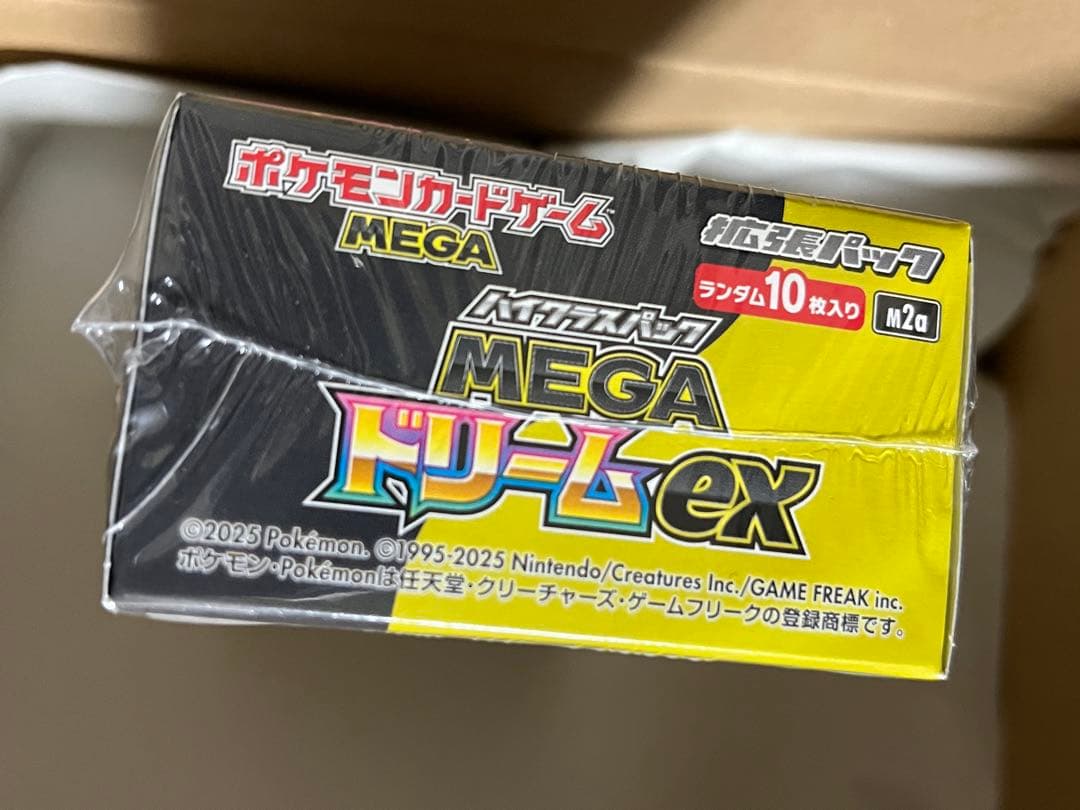 ポケモンカードゲーム™
MEGA
拡張パック
ランダム10枚入り
M2a
ハイクラスパック
MEGA
ドリームex
©2025 Pokémon. ©1995-2025 Nintendo/Creatures Inc./GAME FREAK inc.
ポケモン・Pokémonは任天堂・クリーチャーズ・ゲームフリークの登録商標です。